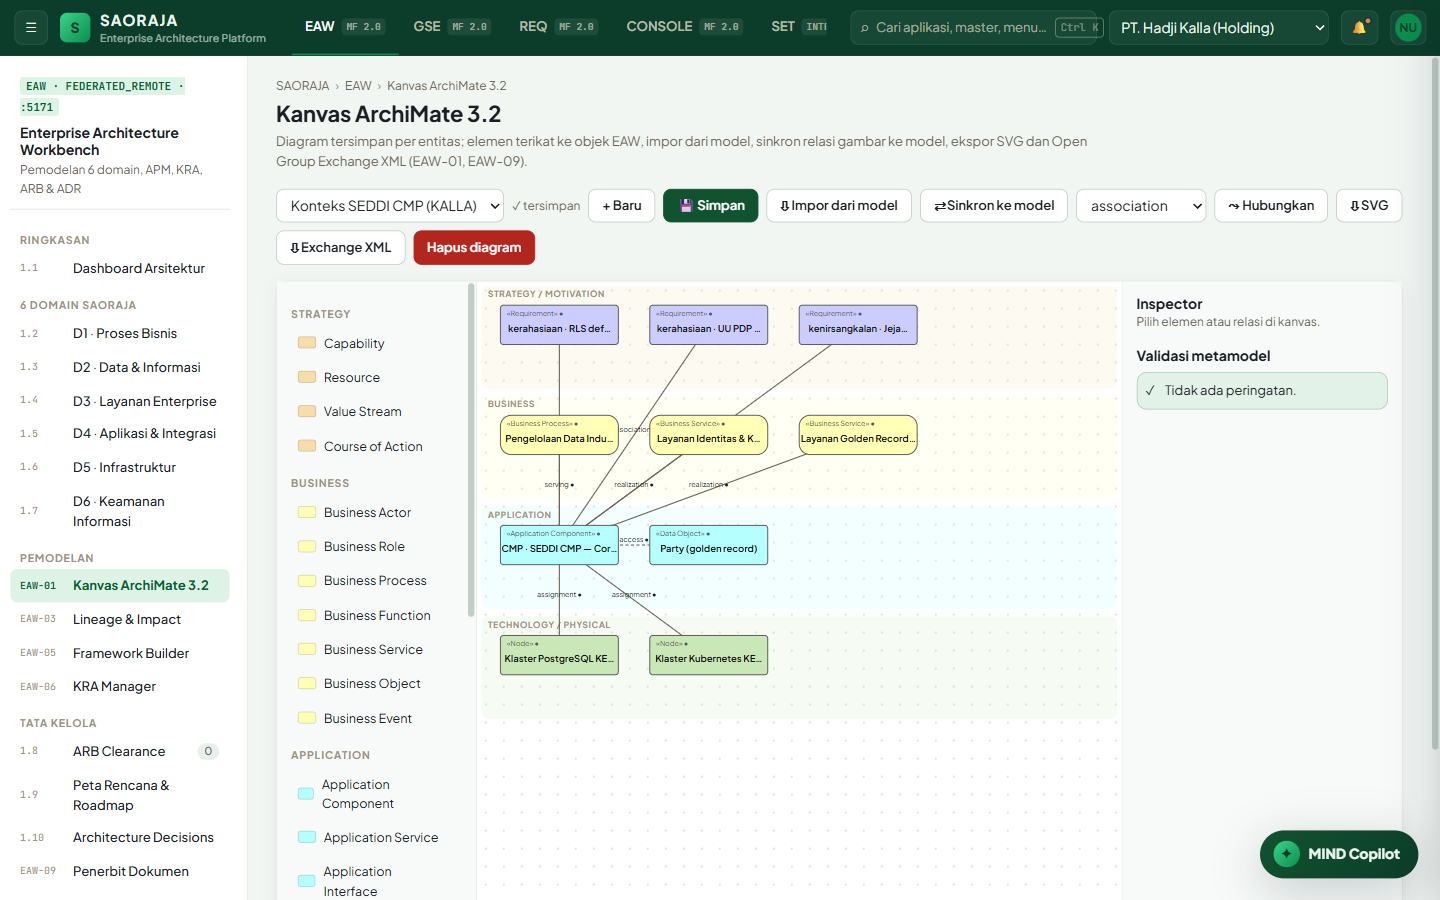 ☰
S
SAORAJA
Enterprise Architecture Platform
EAW MF 2.0
GSE MF 2.0
REQ MF 2.0
CONSOLE MF 2.0
SET INTI
Cari aplikasi, master, menu... Ctrl K
PT. Hadji Kalla (Holding)
NU
EAW · FEDERATED_REMOTE ·
:5171
Enterprise Architecture
Workbench
Pemodelan 6 domain, APM, KRA,
ARB & ADR
RINGKASAN
1.1 Dashboard Arsitektur
6 DOMAIN SAORAJA
1.2 D1 · Proses Bisnis
1.3 D2 · Data & Informasi
1.4 D3 · Layanan Enterprise
1.5 D4 · Aplikasi & Integrasi
1.6 D5 · Infrastruktur
1.7 D6 · Keamanan
Informasi
PEMODELAN
EAW-01 Kanvas ArchiMate 3.2
EAW-03 Lineage & Impact
EAW-05 Framework Builder
EAW-06 KRA Manager
TATA KELOLA
1.8 ARB Clearance 0
1.9 Peta Rencana &
Roadmap
1.10 Architecture Decisions
EAW-09 Penerbit Dokumen
SAORAJA › EAW › Kanvas ArchiMate 3.2
Kanvas ArchiMate 3.2
Diagram tersimpan per entitas; elemen terikat ke objek EAW, impor dari model, sinkron relasi gambar ke model, ekspor SVG dan Open
Group Exchange XML (EAW-01, EAW-09).
Konteks SEDDI CMP (KALLA)
✓ tersimpan
+ Baru
💾 Simpan
⇩ Impor dari model
⇄ Sinkron ke model
association
⤳ Hubungkan
⇩ SVG
⇩ Exchange XML
Hapus diagram
STRATEGY
Capability
Resource
Value Stream
Course of Action
BUSINESS
Business Actor
Business Role
Business Process
Business Function
Business Service
Business Object
Business Event
APPLICATION
Application
Component
Application Service
Application
Interface
STRATEGY / MOTIVATION
«Requirement» ●
kerahasiaan · RLS def…
«Requirement» ●
kerahasiaan · UU PDP …
«Requirement» ●
kenirsangkalan · Jeja…
BUSINESS
«Business Process» ●
Pengelolaan Data Indu…
sociation
«Business Service» ●
Layanan Identitas & K…
«Business Service» ●
Layanan Golden Record…
serving ●
realization ●
realization ●
APPLICATION
«Application Component» ●
CMP · SEDDI CMP — Cor…
access ●
«Data Object» ●
Party (golden record)
assignment ●
assignment ●
TECHNOLOGY / PHYSICAL
«Node» ●
Klaster PostgreSQL KE…
«Node» ●
Klaster Kubernetes KE…
Inspector
Pilih elemen atau relasi di kanvas.
Validasi metamodel
✓ Tidak ada peringatan.
✦ MIND Copilot